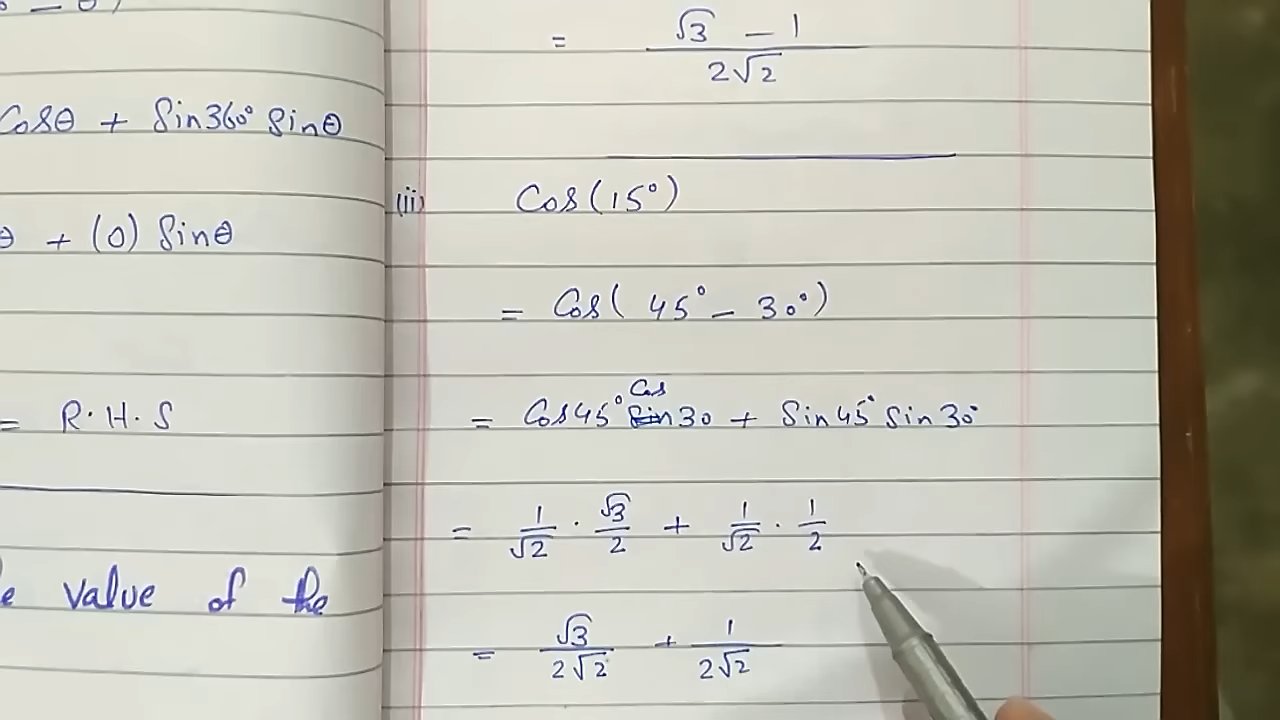 Cosθ + Sin360° Sinθ
θ + (0) Sinθ
= R.H.S
value of the
= √3 - 1 / 2√2
(ii) Cos(15°)
= Cos(45° - 30°)
= Cos45° Cos30 + Sin45° Sin30°
= 1/√2 · √3/2 + 1/√2 · 1/2
= √3/2√2 + 1/2√2